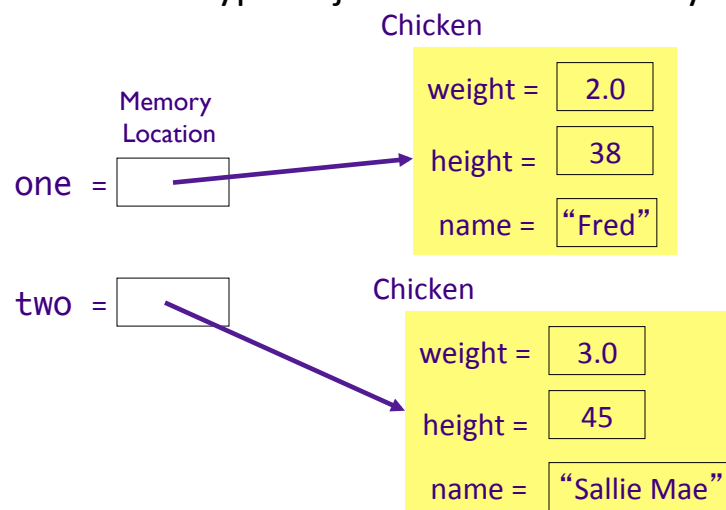 Chicken
weight = 2.0
Memory
Location
height = 38
one =
name = “Fred”
two =
Chicken
weight = 3.0
height = 45
name = “Sallie Mae”